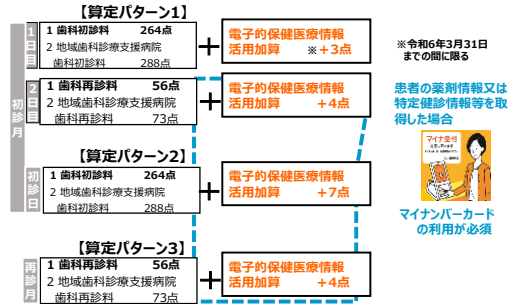 【算定パターン1】
初診月
1日目
1 歯科初診料 264点
2 地域歯科診療支援病院
歯科初診料 288点
+
電子的保健医療情報
活用加算 ※+3点
※令和6年3月31日
までの間に限る
2日目
1 歯科再診料 56点
2 地域歯科診療支援病院
歯科再診料 73点
+
電子的保健医療情報
活用加算 +4点
患者の薬剤情報又は
特定健診情報等を取
得した場合
【算定パターン2】
初診日
1 歯科初診料 264点
2 地域歯科診療支援病院
歯科初診料 288点
+
電子的保健医療情報
活用加算 +7点
マイナ受付
マイナンバーカード
の利用が必須
【算定パターン3】
再診月
1 歯科再診料 56点
2 地域歯科診療支援病院
歯科再診料 73点
+
電子的保健医療情報
活用加算 +4点